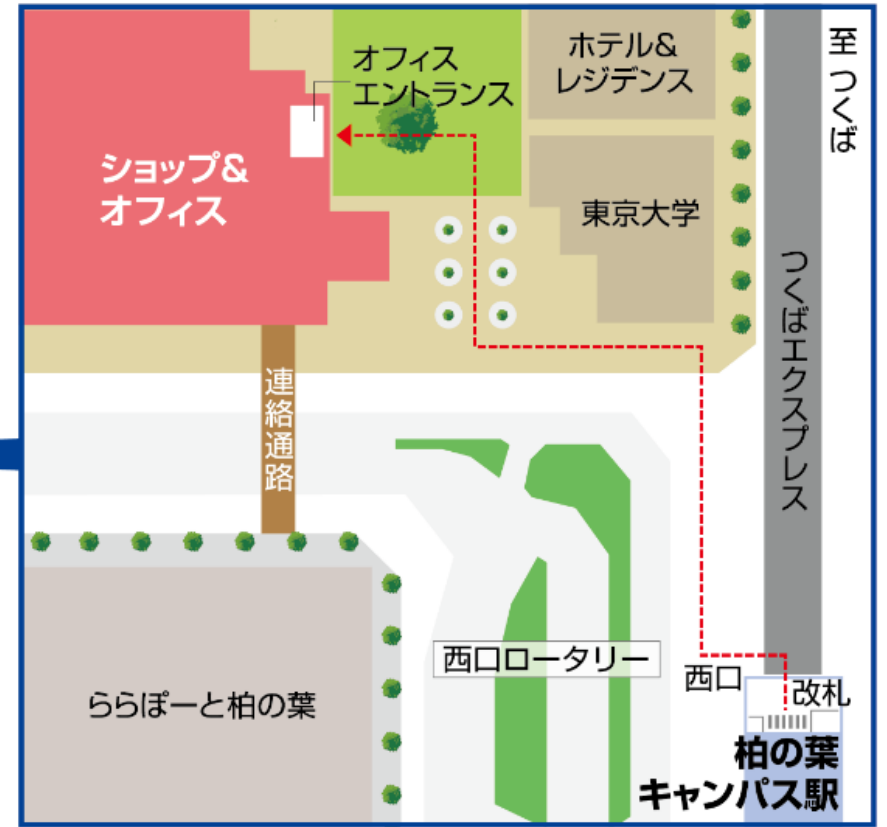 オフィス
エントランス
ホテル&
レジデンス
至 つくば
ショップ&
オフィス
東京大学
つくばエクスプレス
連絡通路
西口ロータリー
西口
改札
ららぽーと柏の葉
柏の葉
キャンパス駅